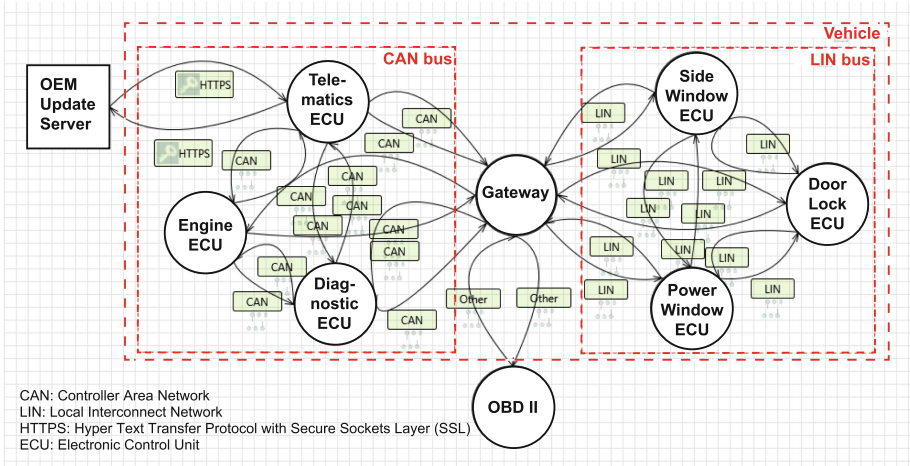 Vehicle
CAN bus
LIN bus
OEM
Update
Server
HTTPS
HTTPS
Tele-
matics
ECU
CAN
CAN
CAN
CAN
CAN
CAN
CAN
CAN
CAN
CAN
CAN
CAN
Engine
ECU
Diag-
nostic
ECU
Gateway
Other
Other
OBD II
Side
Window
ECU
LIN
LIN
LIN
LIN
LIN
LIN
LIN
LIN
LIN
LIN
LIN
LIN
Door
Lock
ECU
Power
Window
ECU
CAN: Controller Area Network
LIN: Local Interconnect Network
HTTPS: Hyper Text Transfer Protocol with Secure Sockets Layer (SSL)
ECU: Electronic Control Unit